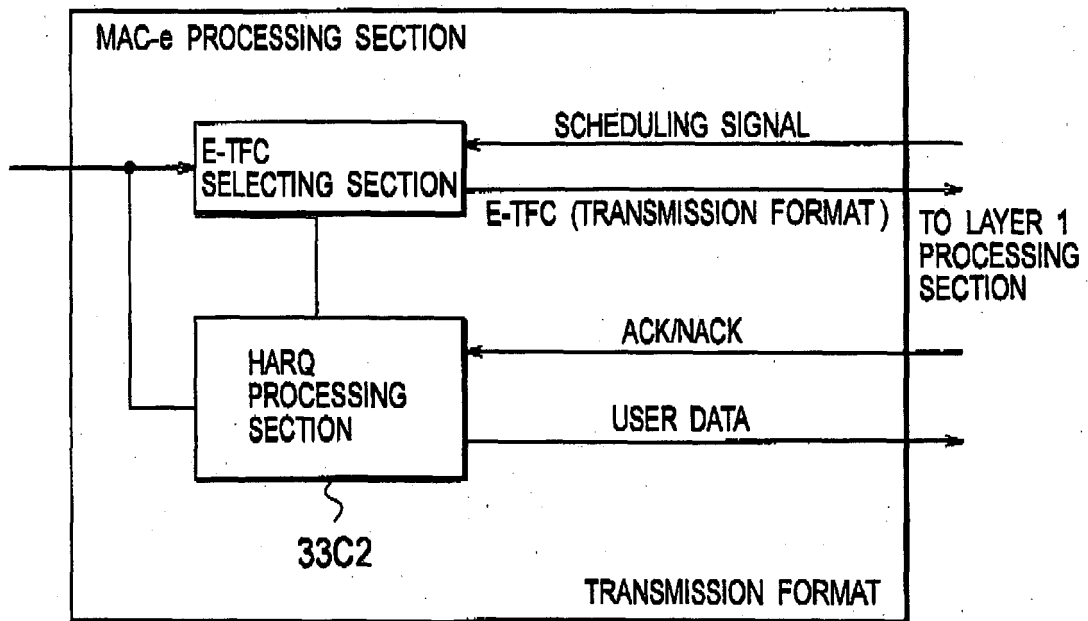 MAC-e PROCESSING SECTION
SCHEDULING SIGNAL
E-TFC
SELECTING SECTION
E-TFC (TRANSMISSION FORMAT)
TO LAYER 1
PROCESSING
SECTION
ACK/NACK
HARQ
PROCESSING
SECTION
USER DATA
33C2
TRANSMISSION FORMAT